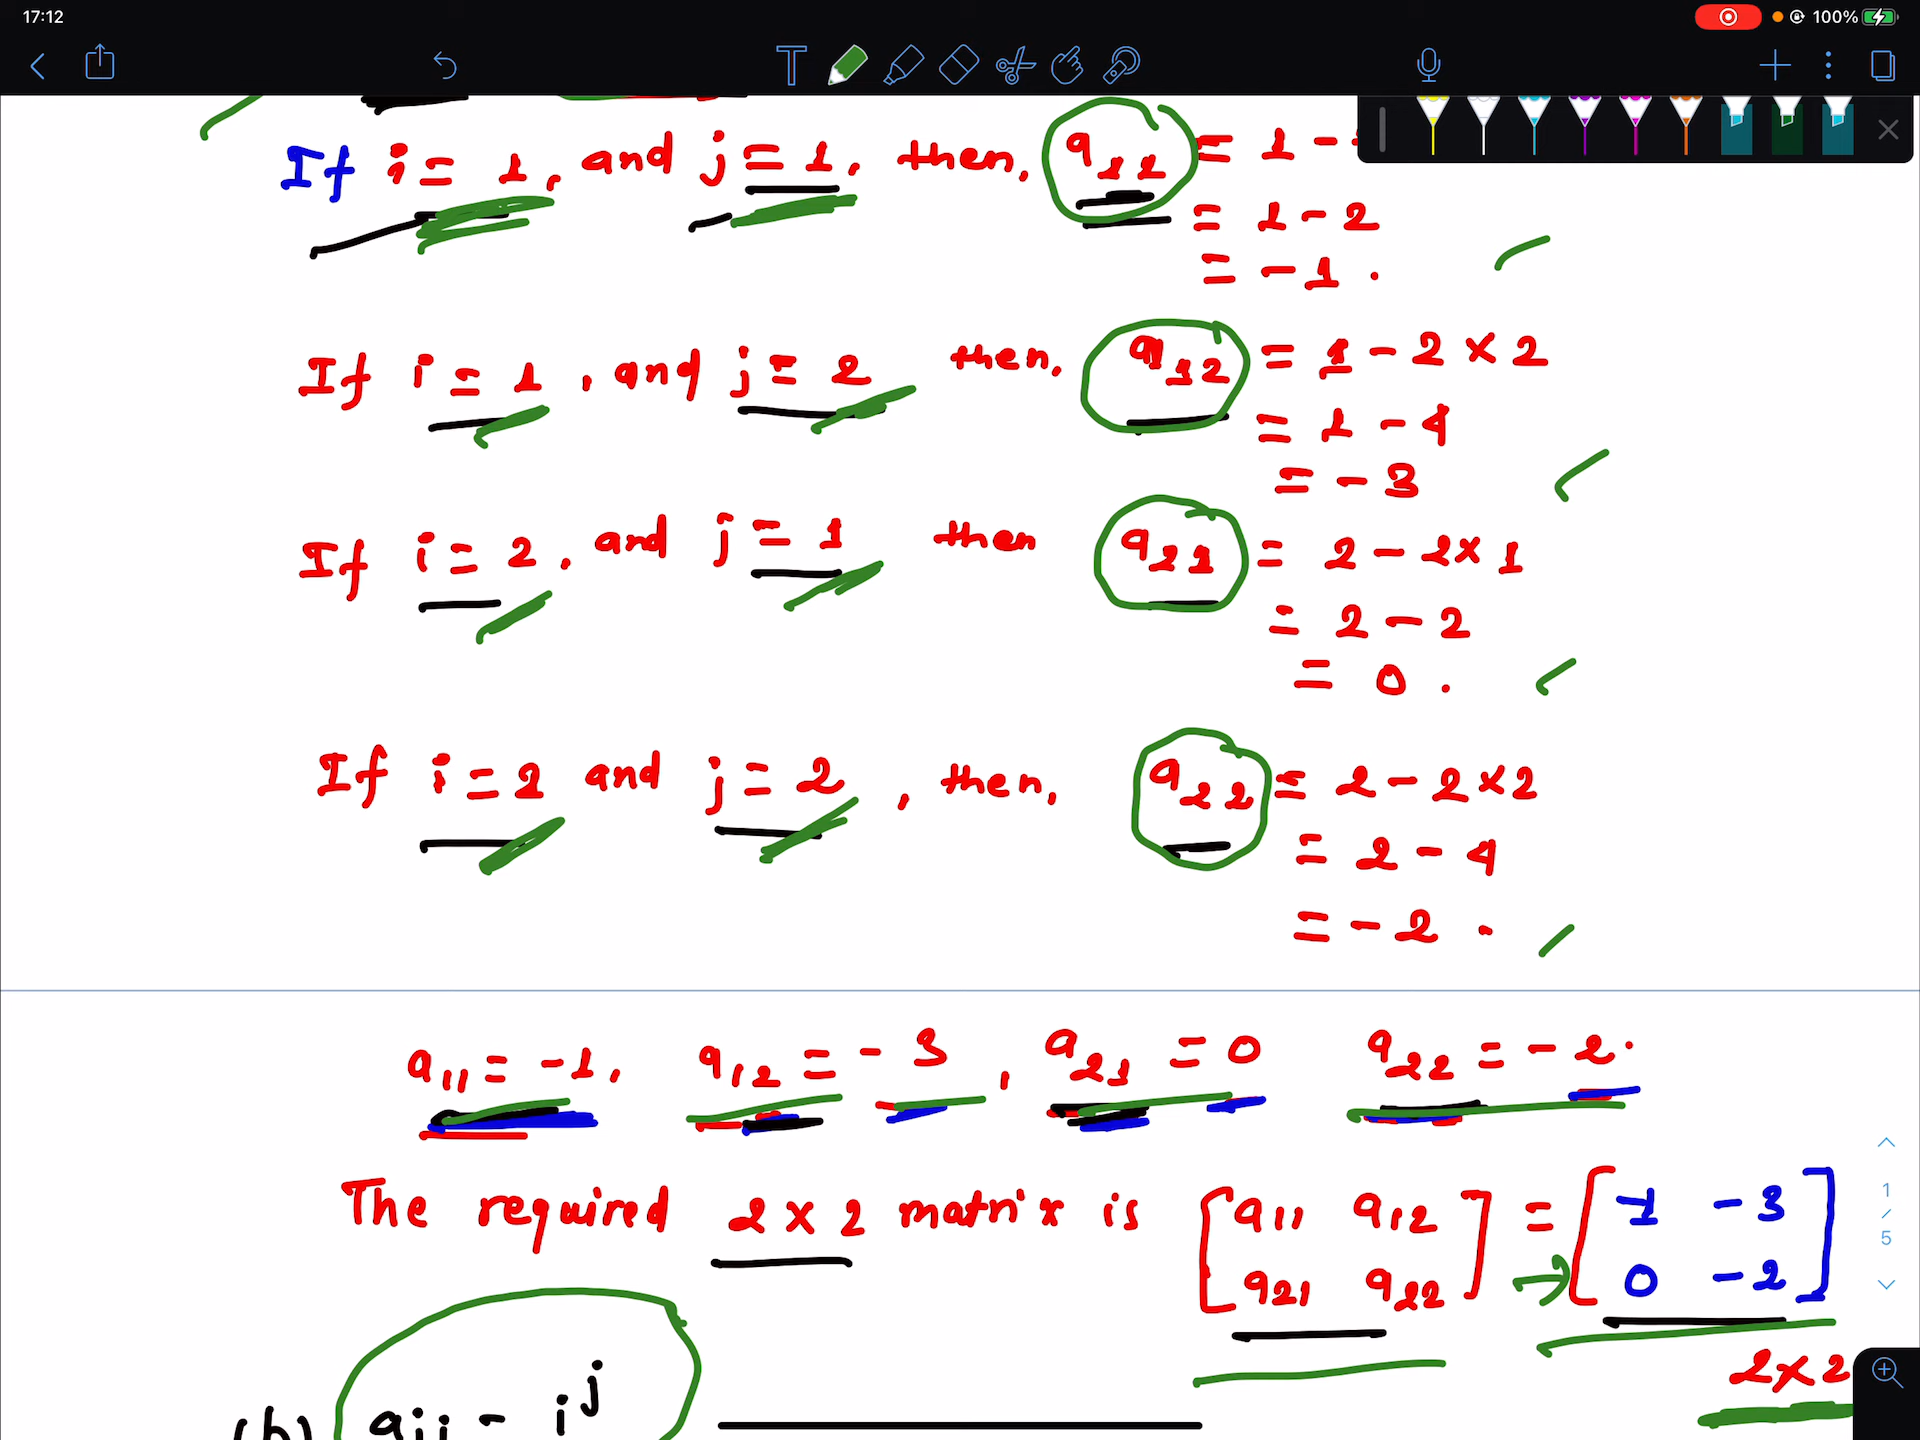 17:12
100%
If i = 1, and j = 1, then, a11 = 1 -
= 1 - 2
= -1 .
If i = 1 , and j = 2 then, a12 = 1 - 2 × 2
= 1 - 4
= - 3
If i = 2, and j = 1 then a21 = 2 - 2 × 1
= 2 - 2
= 0 .
If i = 2 and j = 2 , then, a22 = 2 - 2 × 2
= 2 - 4
= - 2 .
a11 = -1, a12 = - 3 , a21 = 0 a22 = - 2.
The required 2 × 2 matrix is [a11 a12 = [-1 -3]
a21 a22] → 0 -2]
2×2
1
/
5
(b) aij = i^j